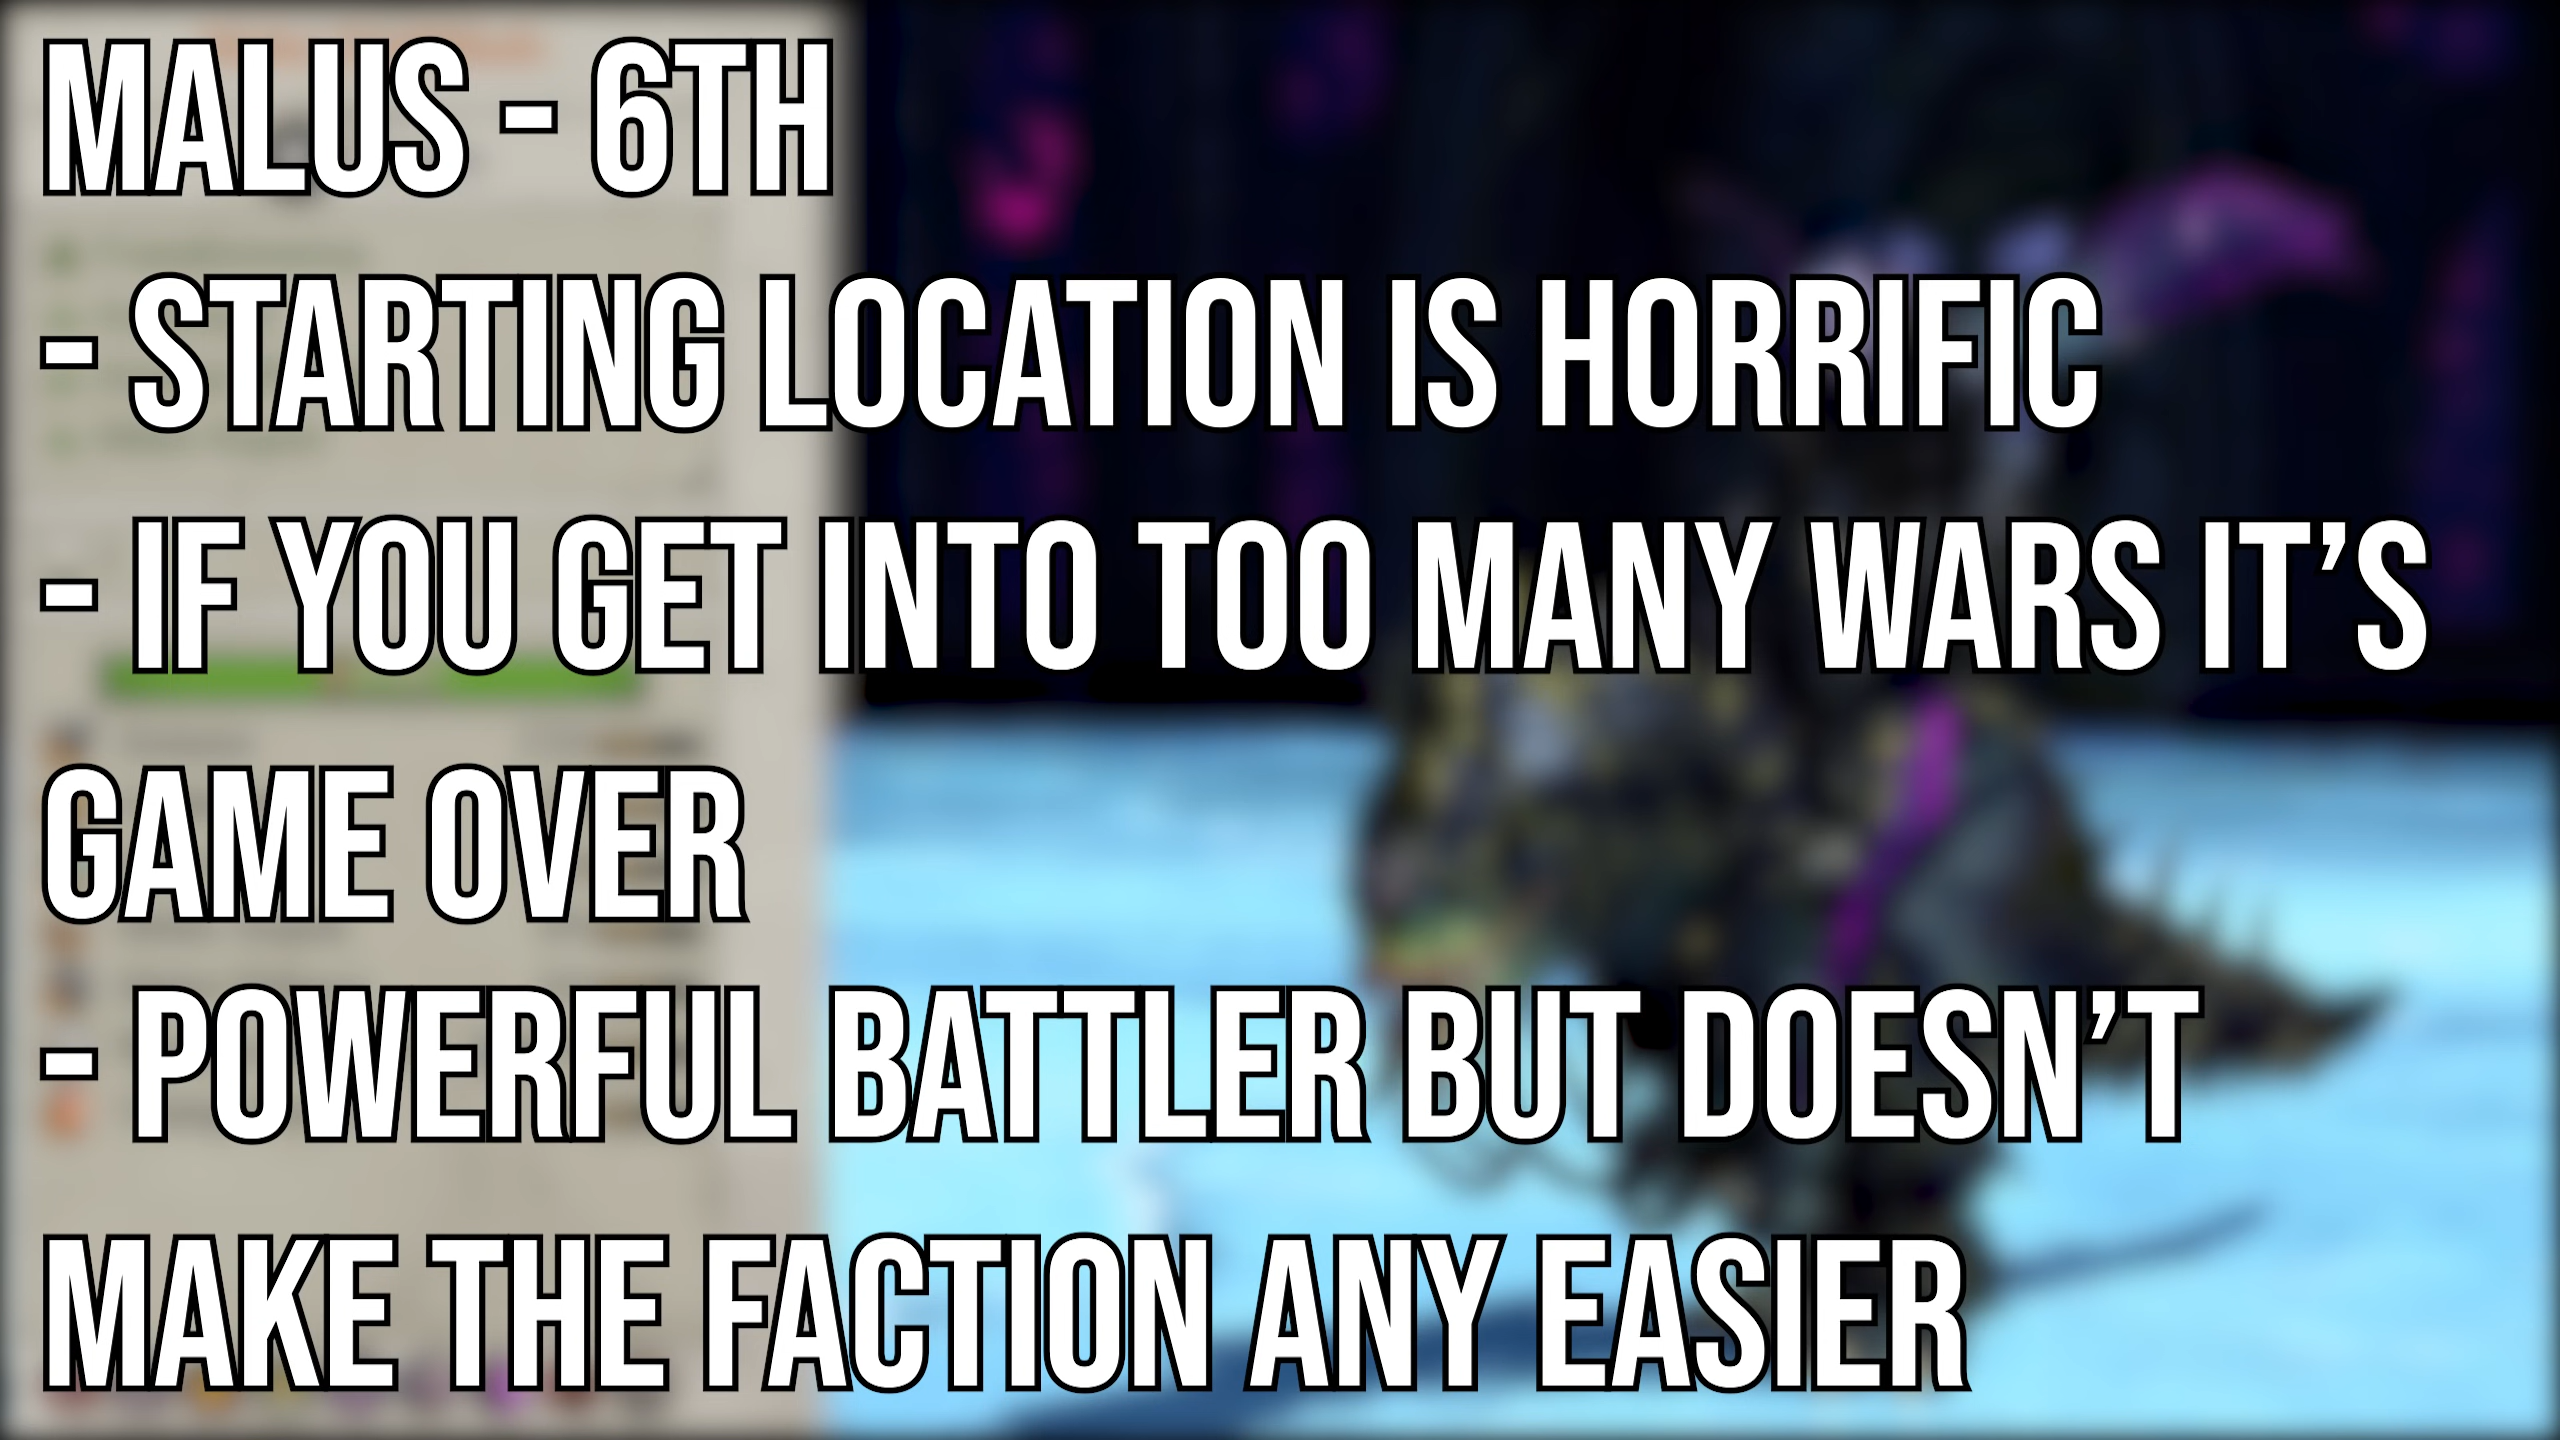 MALUS - 6TH
- STARTING LOCATION IS HORRIFIC
- IF YOU GET INTO TOO MANY WARS IT’S
GAME OVER
- POWERFUL BATTLER BUT DOESN’T
MAKE THE FACTION ANY EASIER